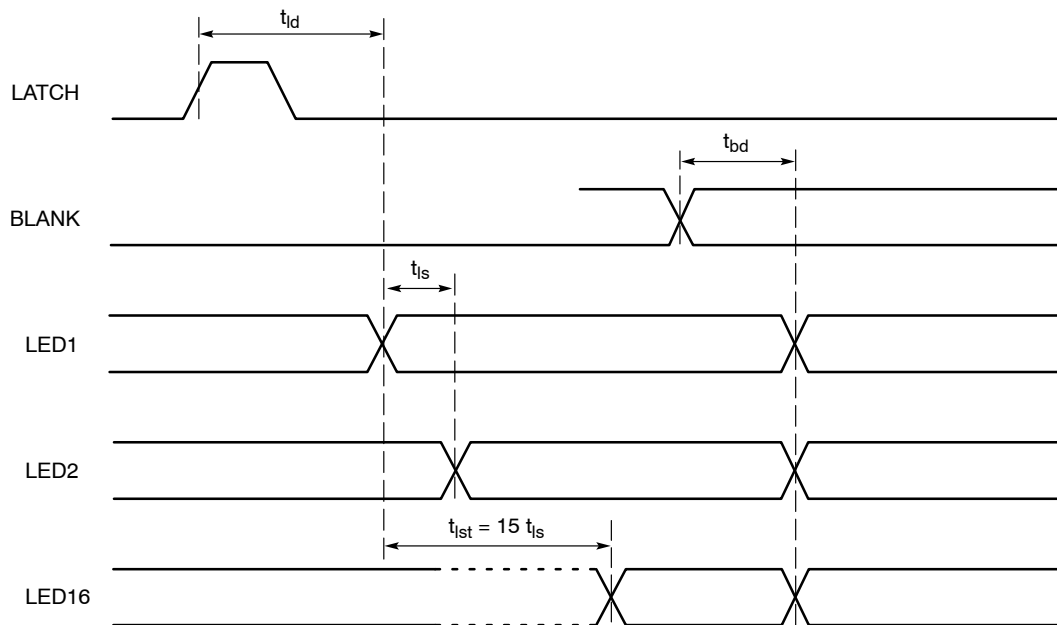 t_ld
LATCH
t_bd
BLANK
t_ls
LED1
LED2
t_lst = 15 t_ls
LED16